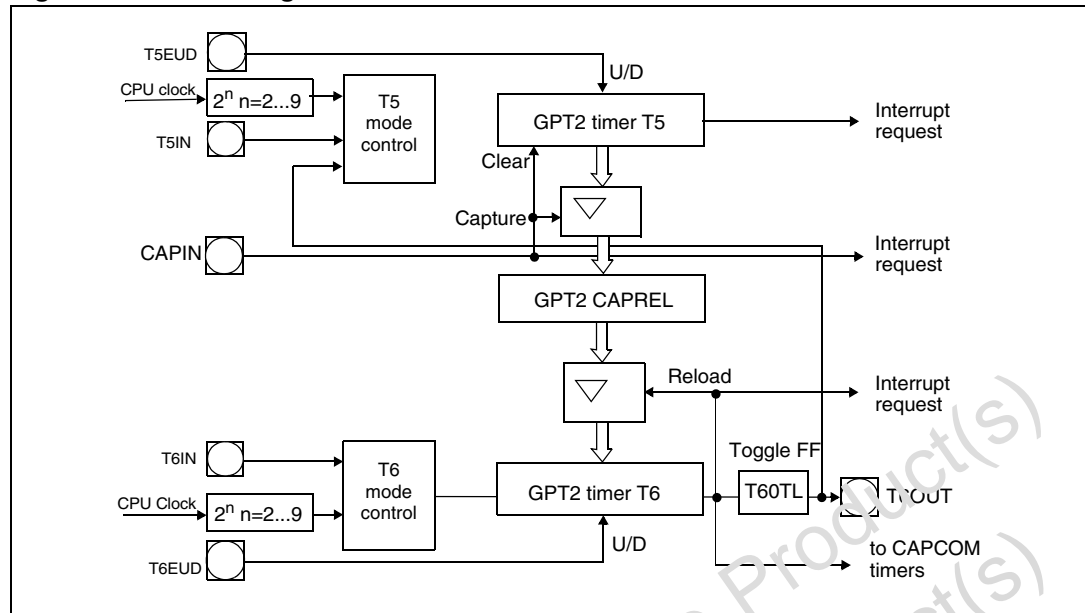 T5EUD
U/D
CPU clock
2n n=2...9
T5
mode
control
GPT2 timer T5
Interrupt
request
T5IN
Clear
Capture
CAPIN
Interrupt
request
GPT2 CAPREL
Reload
Interrupt
request
Toggle FF
T6IN
T6
mode
control
GPT2 timer T6
T60TL
T6OUT
CPU Clock
2n n=2...9
U/D
to CAPCOM
timers
T6EUD
Product(s)